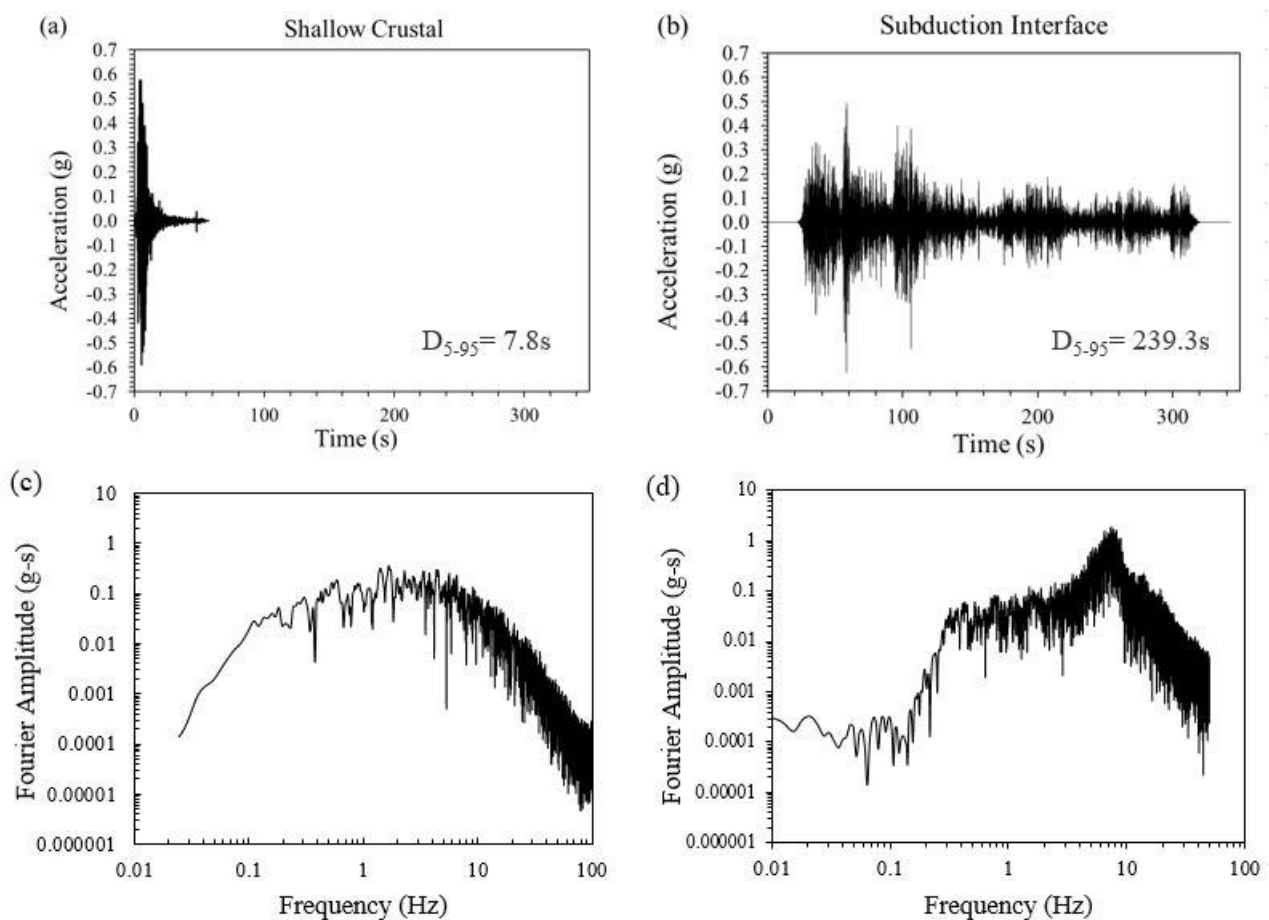 (a)
Shallow Crustal
0.7
0.6
0.5
0.4
0.3
0.2
0.1
0.0
-0.1
-0.2
-0.3
-0.4
-0.5
-0.6
-0.7
Acceleration (g)
D5-95= 7.8s
0 100 200 300
Time (s)
(b)
Subduction Interface
0.7
0.6
0.5
0.4
0.3
0.2
0.1
0.0
-0.1
-0.2
-0.3
-0.4
-0.5
-0.6
-0.7
Acceleration (g)
D5-95= 239.3s
0 100 200 300
Time (s)
(c)
10
1
0.1
0.01
0.001
0.0001
0.00001
0.000001
Fourier Amplitude (g-s)
0.01 0.1 1 10 100
Frequency (Hz)
(d)
10
1
0.1
0.01
0.001
0.0001
0.00001
0.000001
Fourier Amplitude (g-s)
0.01 0.1 1 10 100
Frequency (Hz)